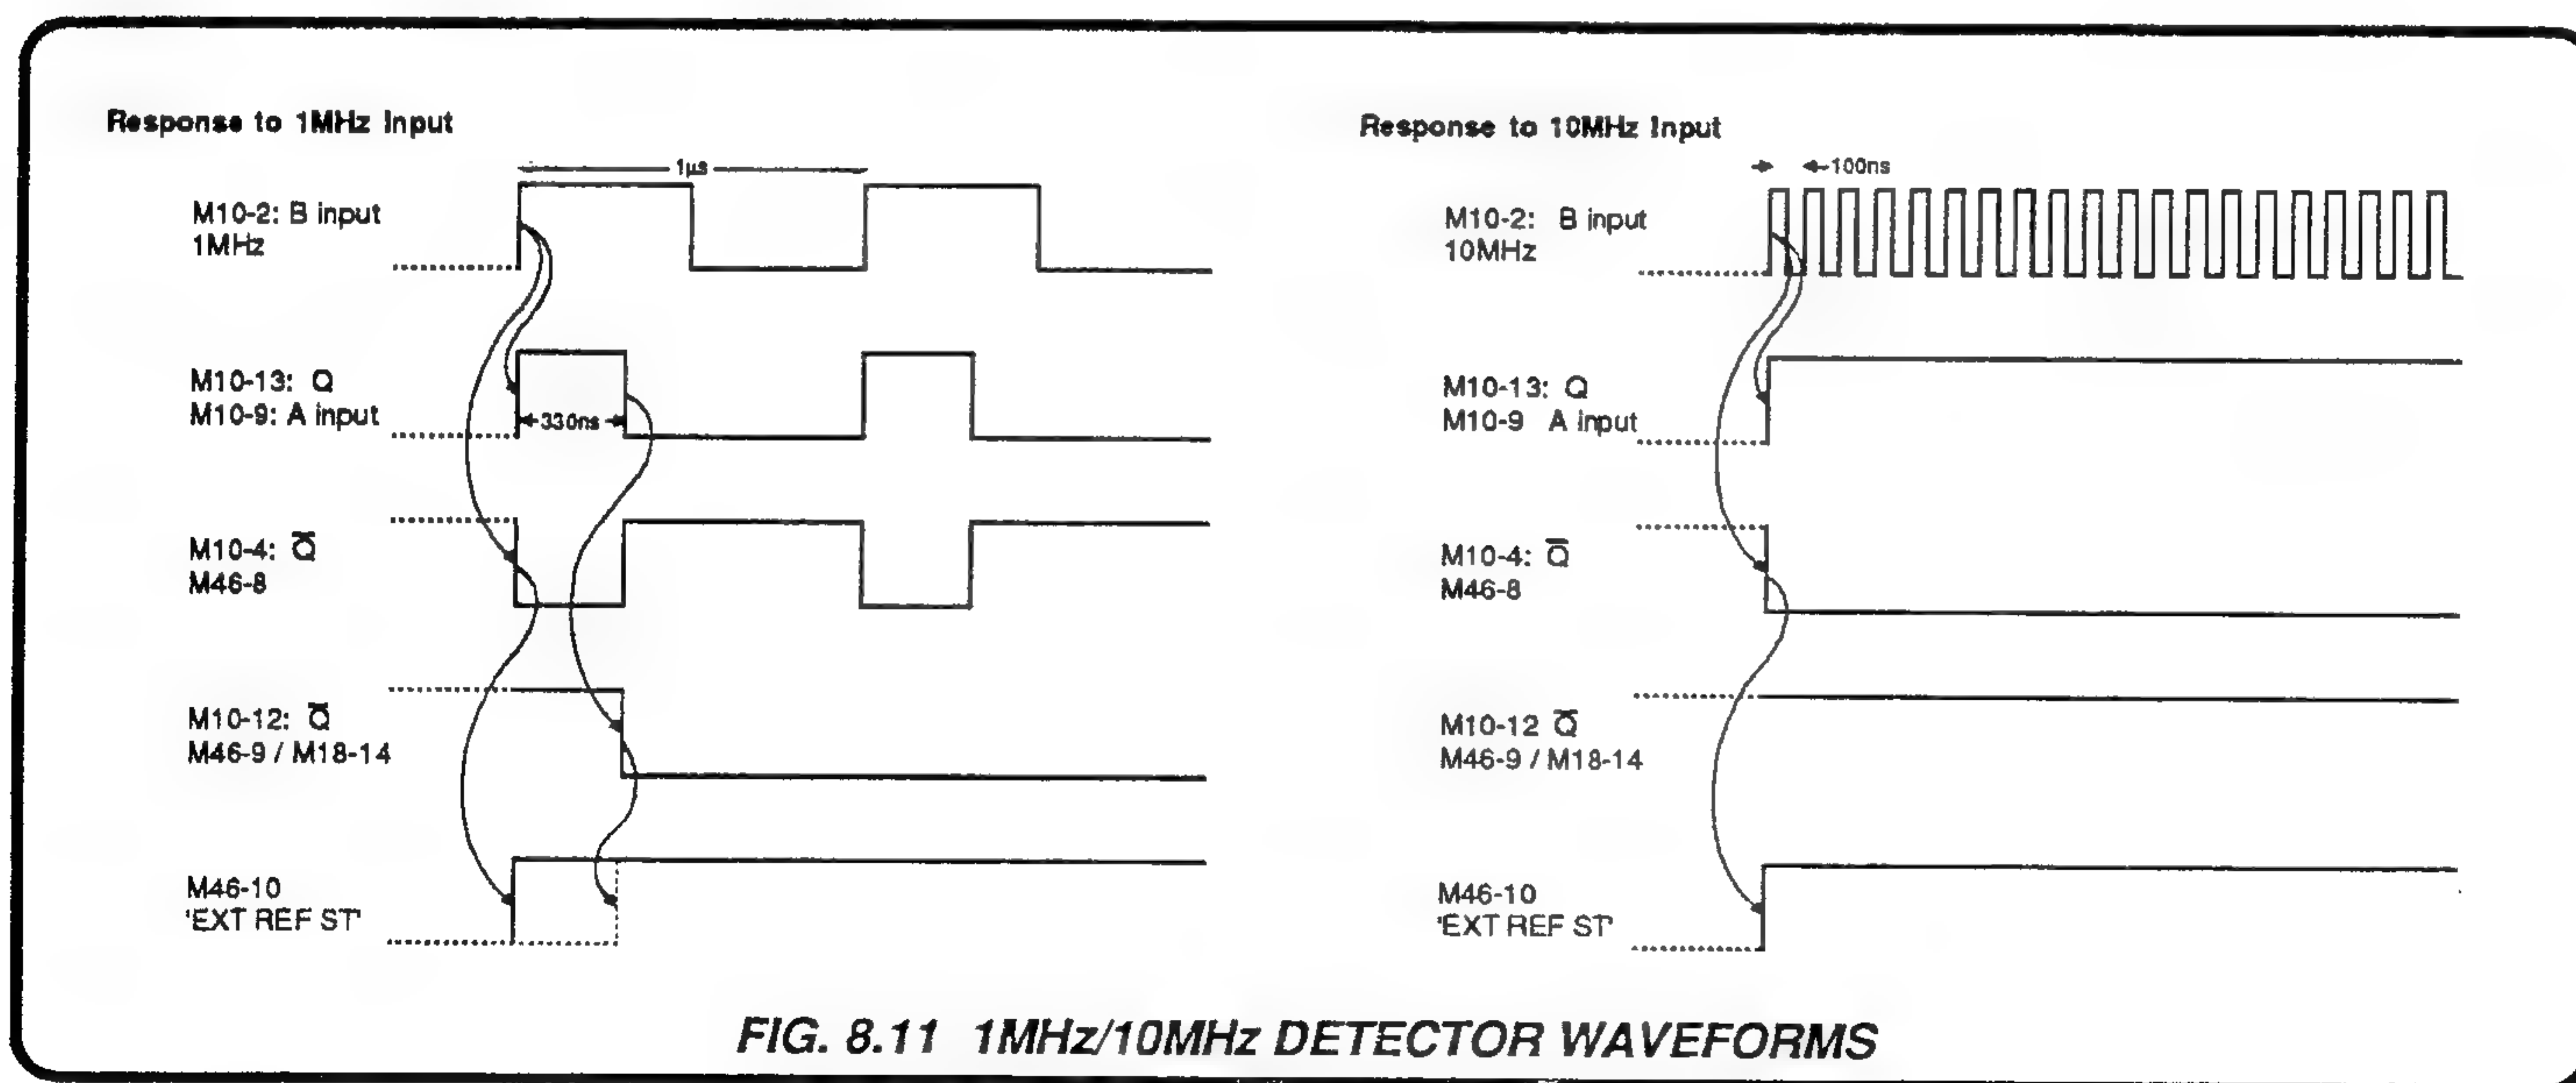 Response to 1MHz Input
1µs
M10-2: B input
1MHz
M10-13: Q
M10-9: A input
330ns
M10-4: Q̅
M46-8
M10-12: Q̅
M46-9 / M18-14
M46-10
'EXT REF ST'
Response to 10MHz Input
100ns
M10-2: B input
10MHz
M10-13: Q
M10-9 A input
M10-4: Q̅
M46-8
M10-12 Q̅
M46-9 / M18-14
M46-10
'EXT REF ST'
FIG. 8.11 1MHz/10MHz DETECTOR WAVEFORMS